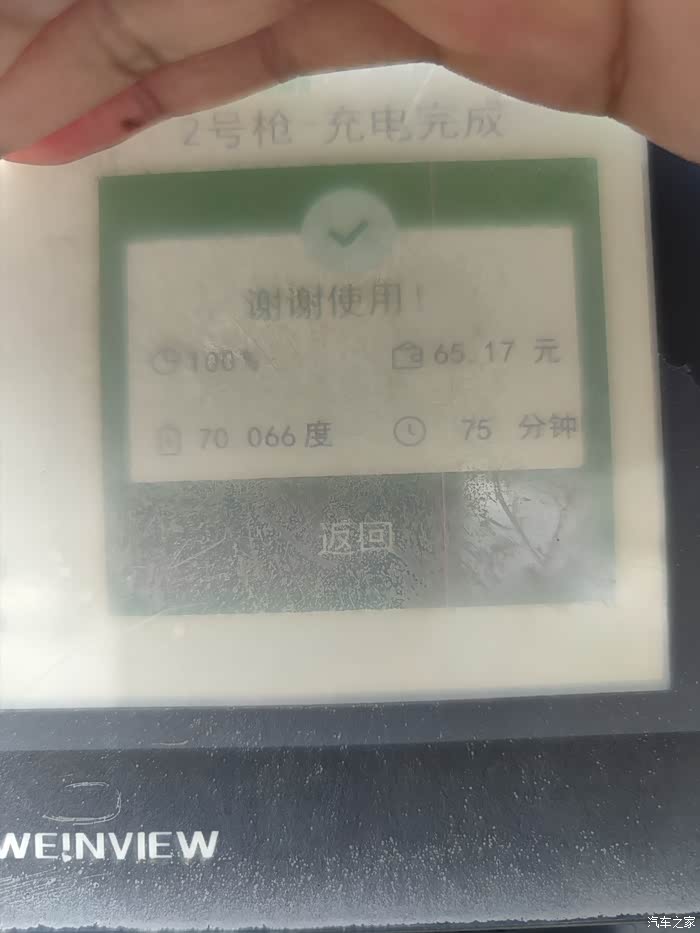 2号枪 充电完成
谢谢使用！
100% 65.17 元
70 066度 75 分钟
返回
WEINVIEW
汽车之家